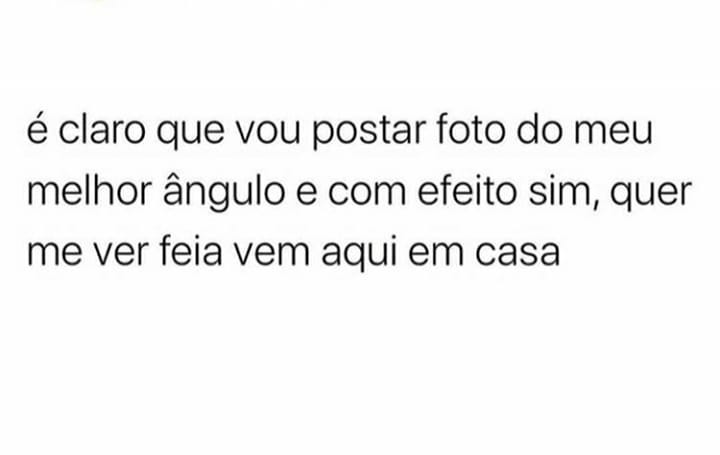 é claro que vou postar foto do meu
melhor ângulo e com efeito sim, quer
me ver feia vem aqui em casa